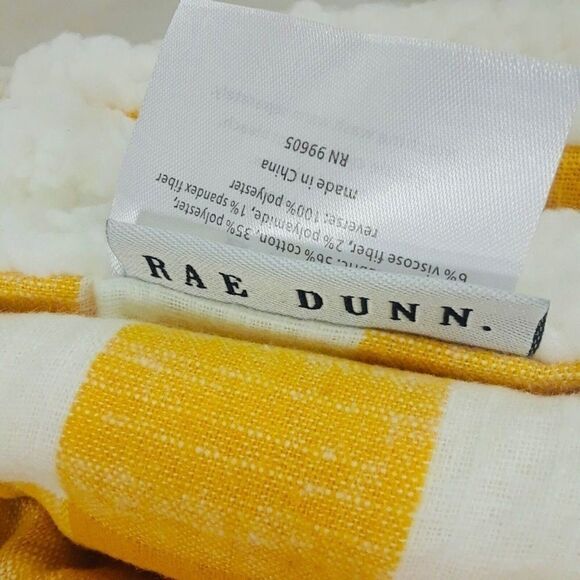 RAE DUNN.
56% cotton, 35% polyester,
6% viscose fiber, 2% polyamide, 1% spandex fiber
reverse: 100% polyester
made in China
RN 99605